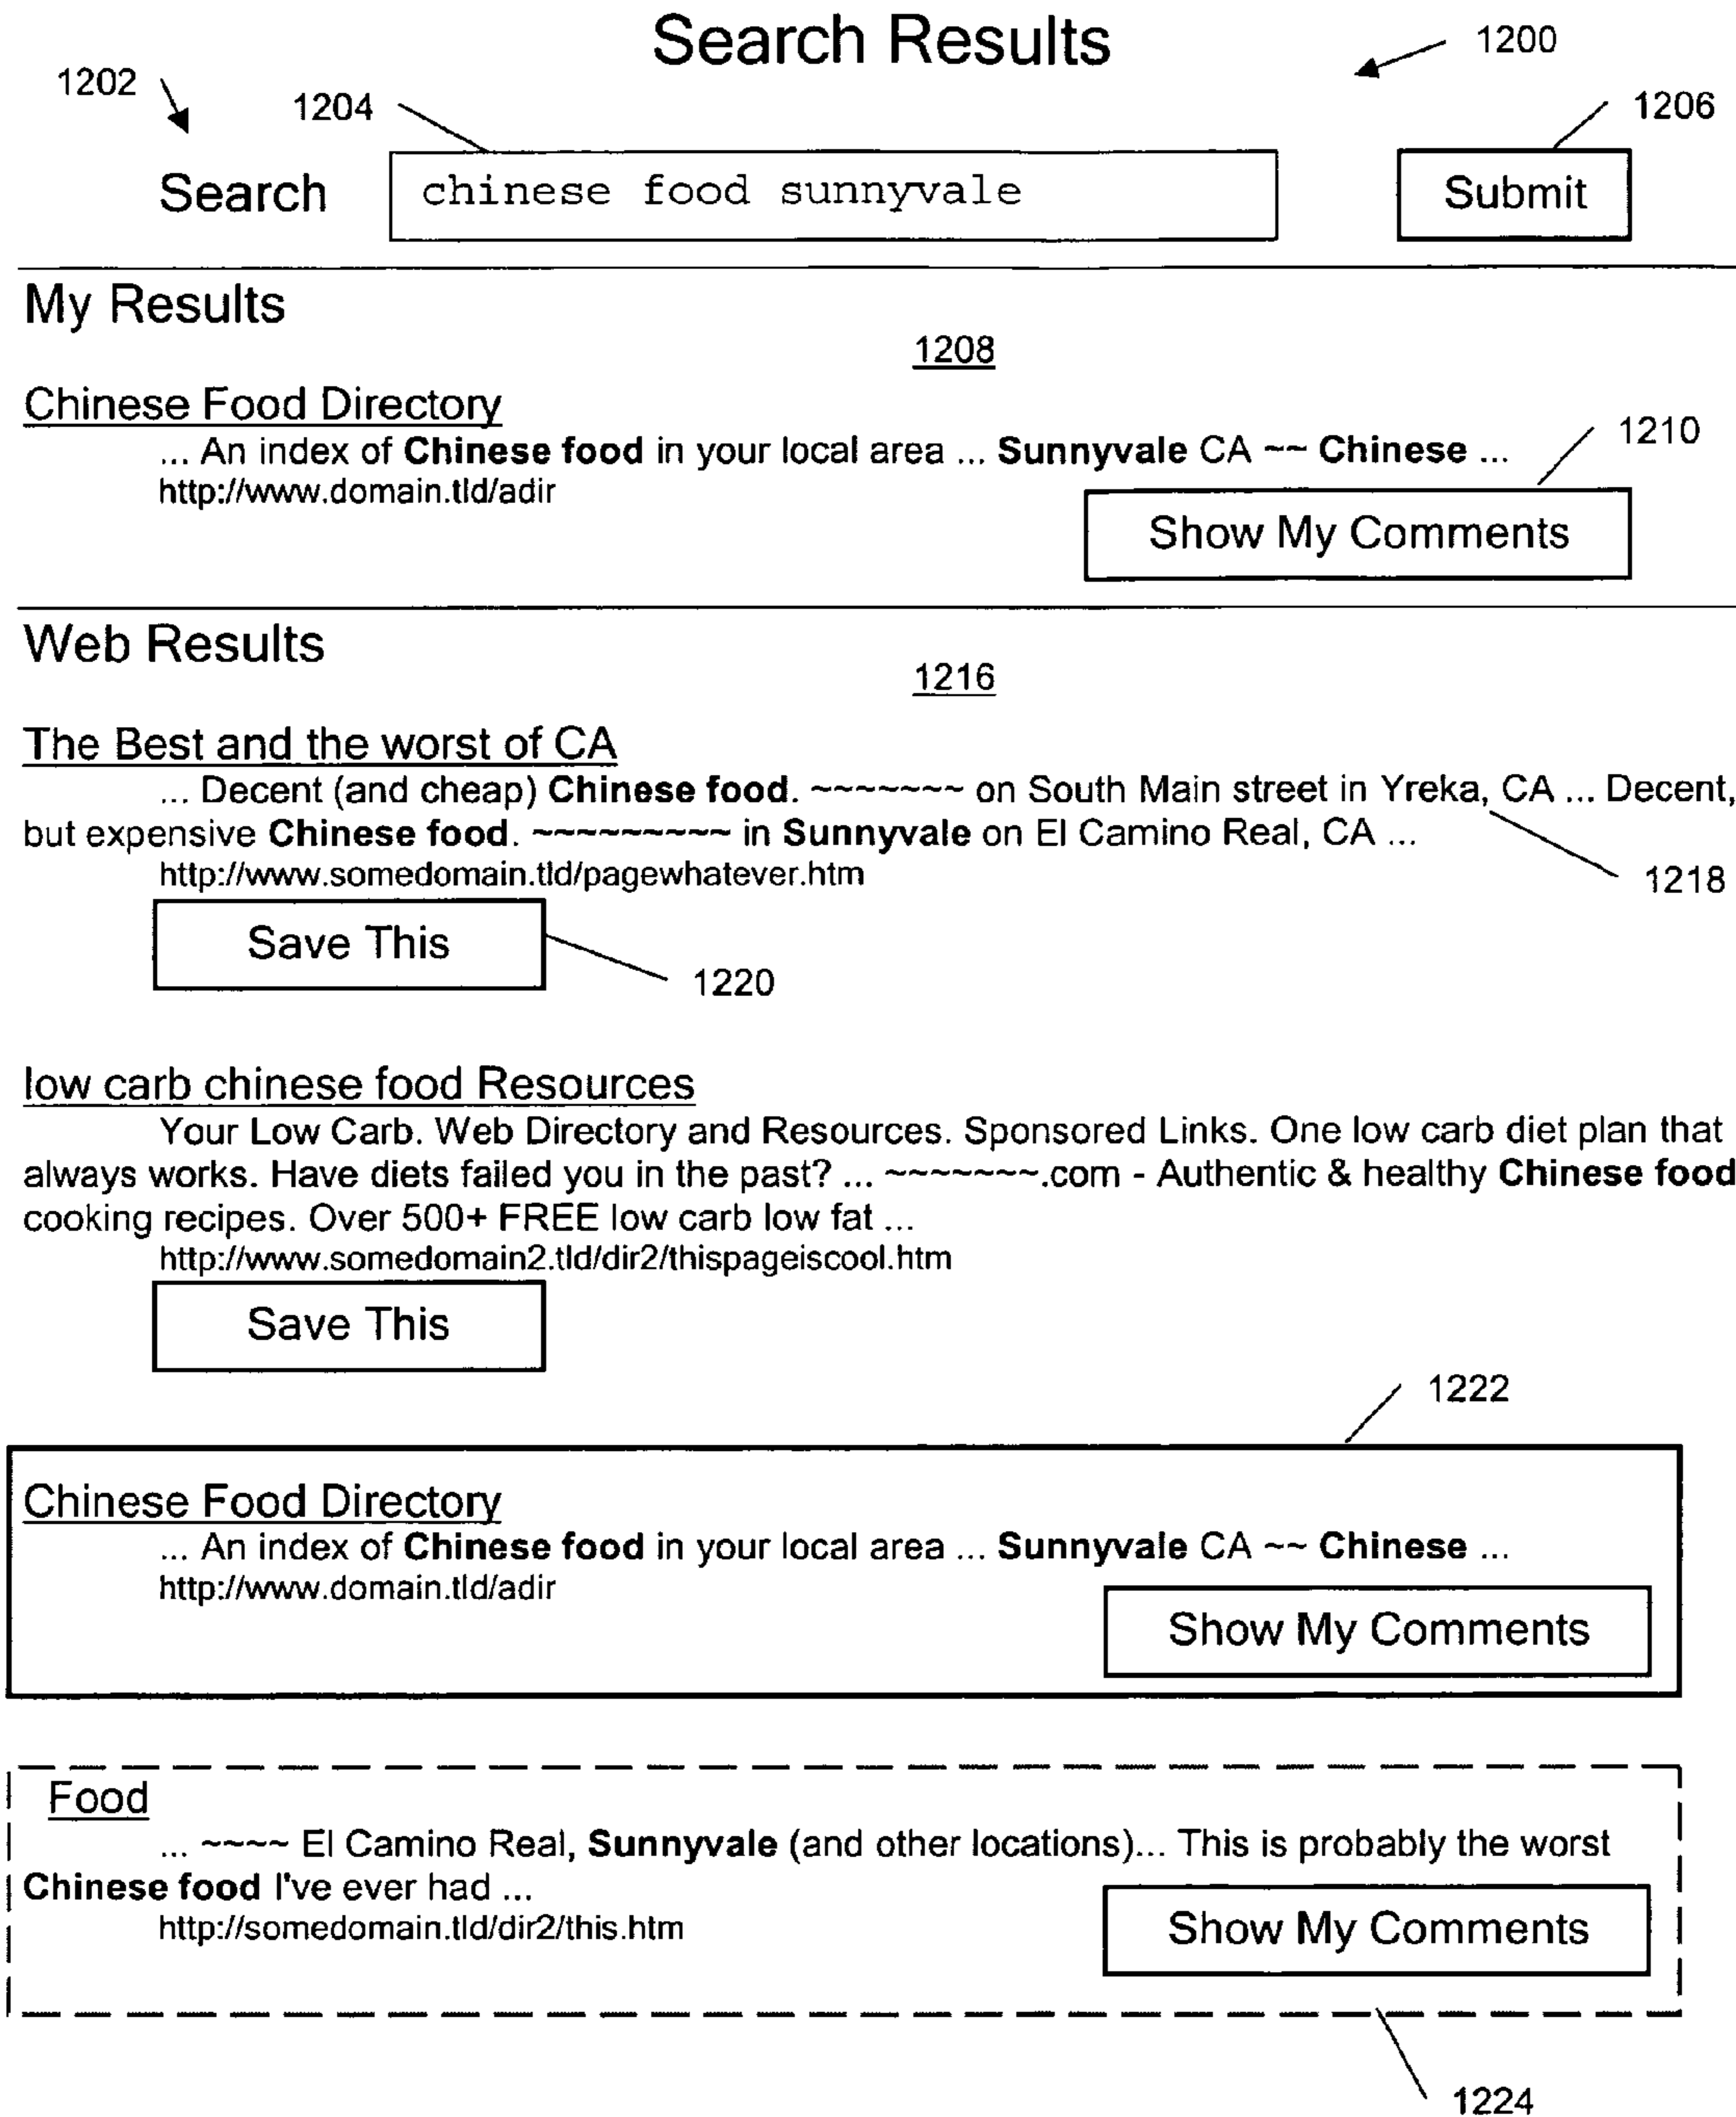 Search Results
1200
1202
1204
1206
Search
chinese food sunnyvale
Submit
My Results
1208
Chinese Food Directory
... An index of Chinese food in your local area ... Sunnyvale CA ~~ Chinese ...
1210
http://www.domain.tld/adir
Show My Comments
Web Results
1216
The Best and the worst of CA
... Decent (and cheap) Chinese food. ~~~~~~~ on South Main street in Yreka, CA ... Decent,
but expensive Chinese food. ~~~~~~~~~ in Sunnyvale on El Camino Real, CA ...
http://www.somedomain.tld/pagewhatever.htm
1218
Save This
1220
low carb chinese food Resources
Your Low Carb. Web Directory and Resources. Sponsored Links. One low carb diet plan that
always works. Have diets failed you in the past? ... ~~~~~~~.com - Authentic & healthy Chinese food
cooking recipes. Over 500+ FREE low carb low fat ...
http://www.somedomain2.tld/dir2/thispageiscool.htm
Save This
1222
Chinese Food Directory
... An index of Chinese food in your local area ... Sunnyvale CA ~~ Chinese ...
http://www.domain.tld/adir
Show My Comments
Food
... ~~~~ El Camino Real, Sunnyvale (and other locations)... This is probably the worst
Chinese food I've ever had ...
http://somedomain.tld/dir2/this.htm
Show My Comments
1224